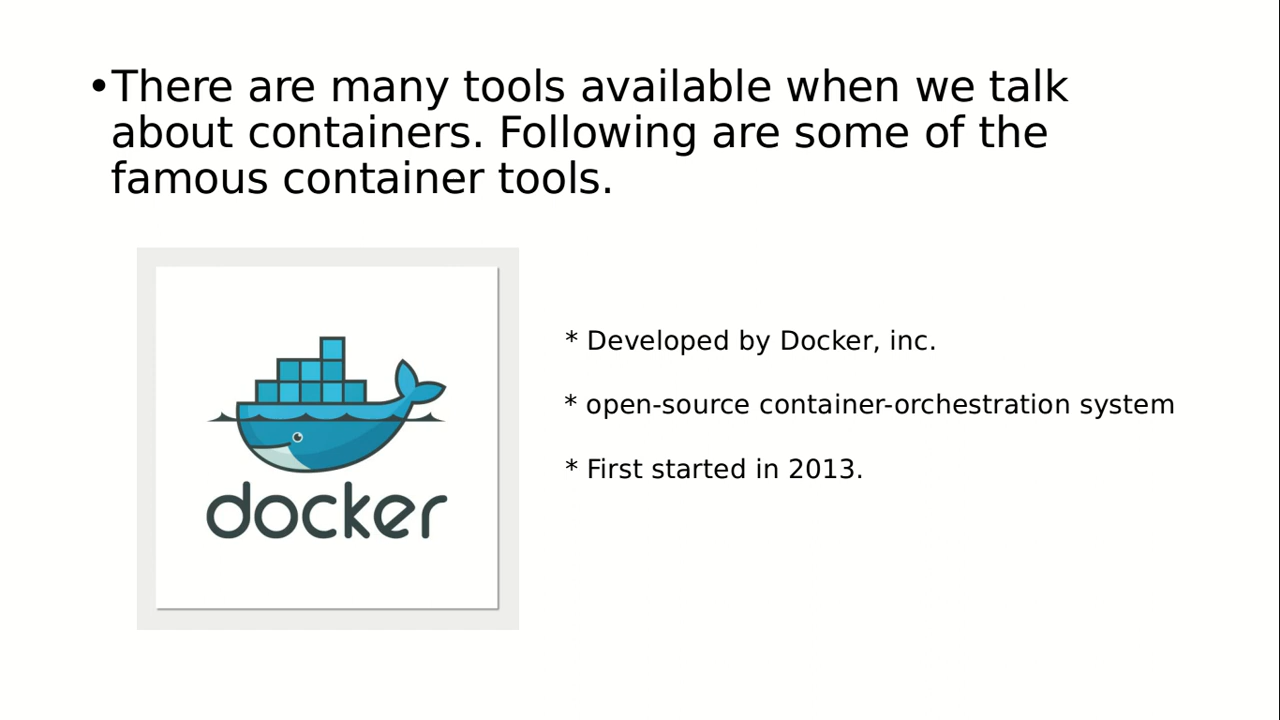 •There are many tools available when we talk
about containers. Following are some of the
famous container tools.
* Developed by Docker, inc.
* open-source container-orchestration system
* First started in 2013.
docker